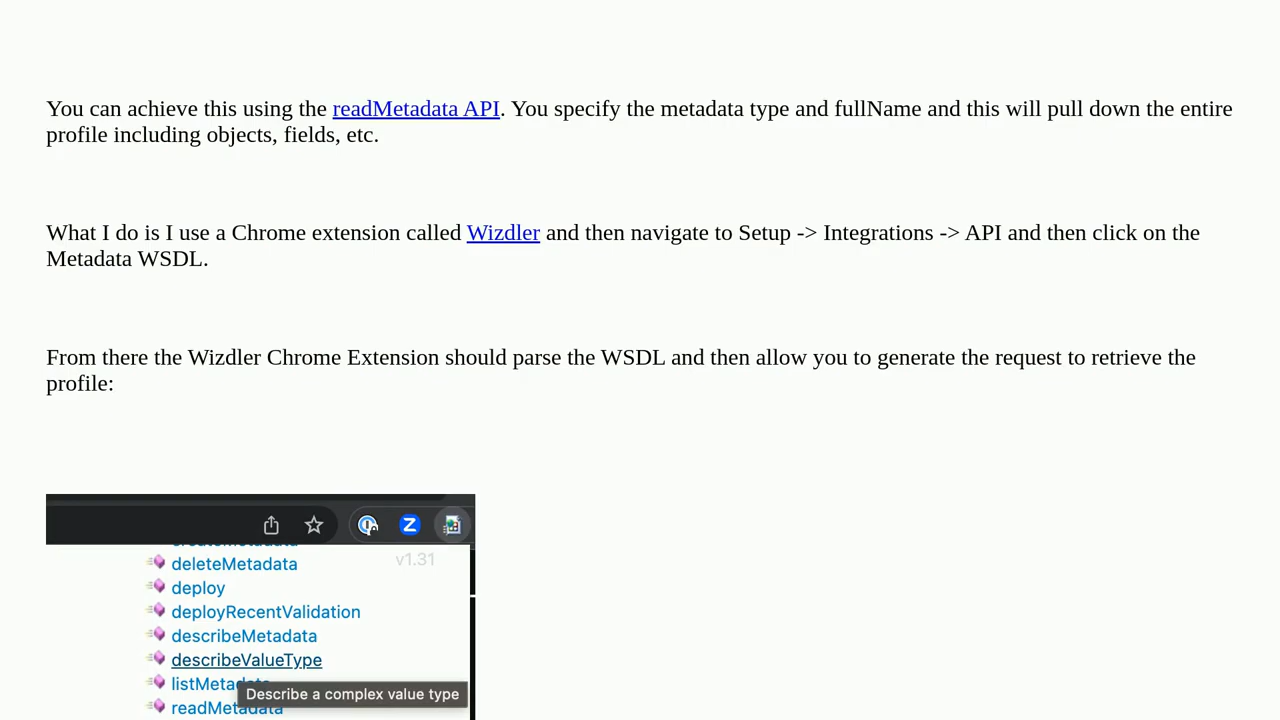 You can achieve this using the readMetadata API. You specify the metadata type and fullName and this will pull down the entire
profile including objects, fields, etc.
What I do is I use a Chrome extension called Wizdler and then navigate to Setup -> Integrations -> API and then click on the
Metadata WSDL.
From there the Wizdler Chrome Extension should parse the WSDL and then allow you to generate the request to retrieve the
profile:
Z
createMetadata
v1.31
deleteMetadata
deploy
deployRecentValidation
describeMetadata
describeValueType
listMetadata
Describe a complex value type
readMetadata